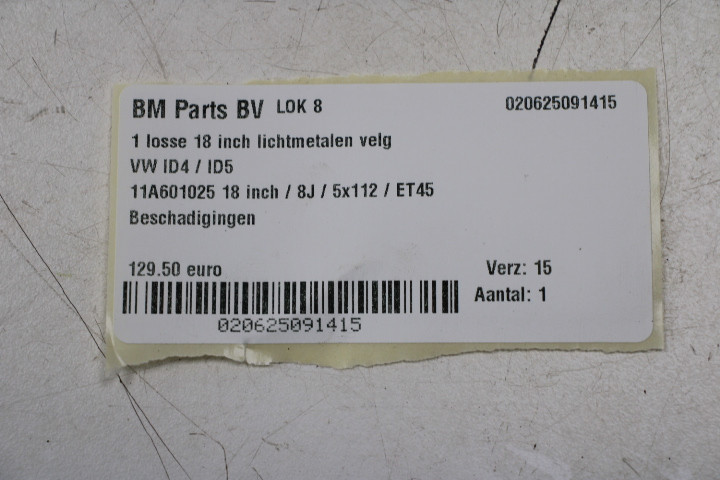 BM Parts BV LOK 8 020625091415
1 losse 18 inch lichtmetalen velg
VW ID4 / ID5
11A601025 18 inch / 8J / 5x112 / ET45
Beschadigingen
129.50 euro Verz: 15
Aantal: 1
020625091415